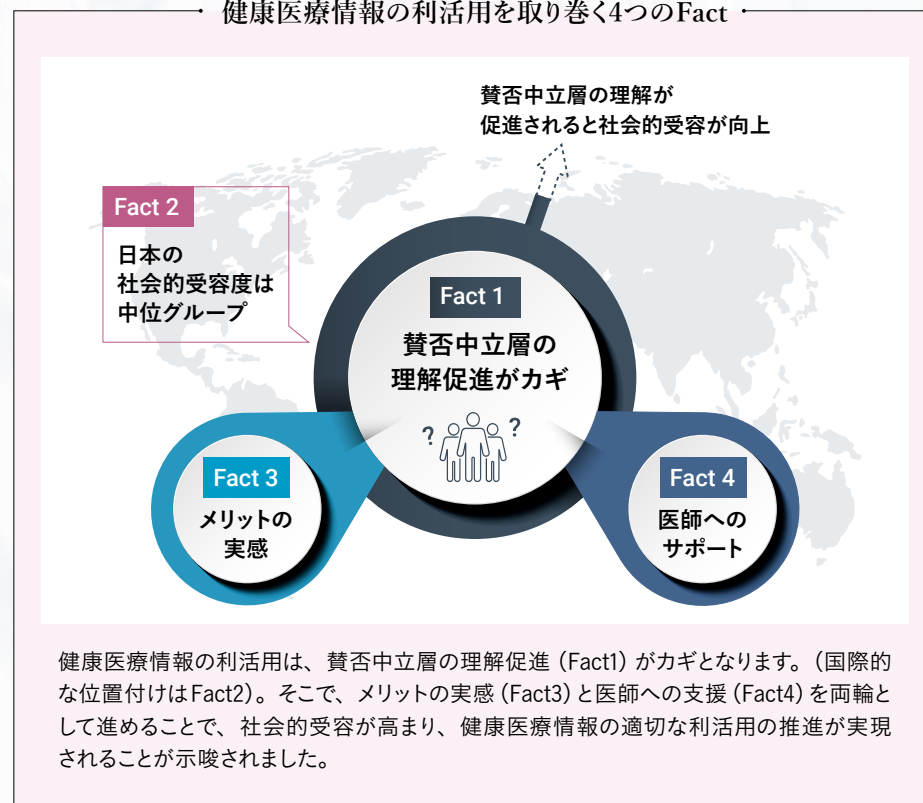 健康医療情報の利活用を取り巻く4つのFact
賛否中立層の理解が
促進されると社会的受容が向上
Fact 2
日本の
社会的受容度は
中位グループ
Fact 1
賛否中立層の
理解促進がカギ
? ?
Fact 3
メリットの
実感
Fact 4
医師への
サポート
健康医療情報の利活用は、賛否中立層の理解促進（Fact1）がカギとなります。（国際的
な位置付けはFact2）。そこで、メリットの実感（Fact3）と医師への支援（Fact4）を両輪と
して進めることで、社会的受容が高まり、健康医療情報の適切な利活用の推進が実現
されることが示唆されました。